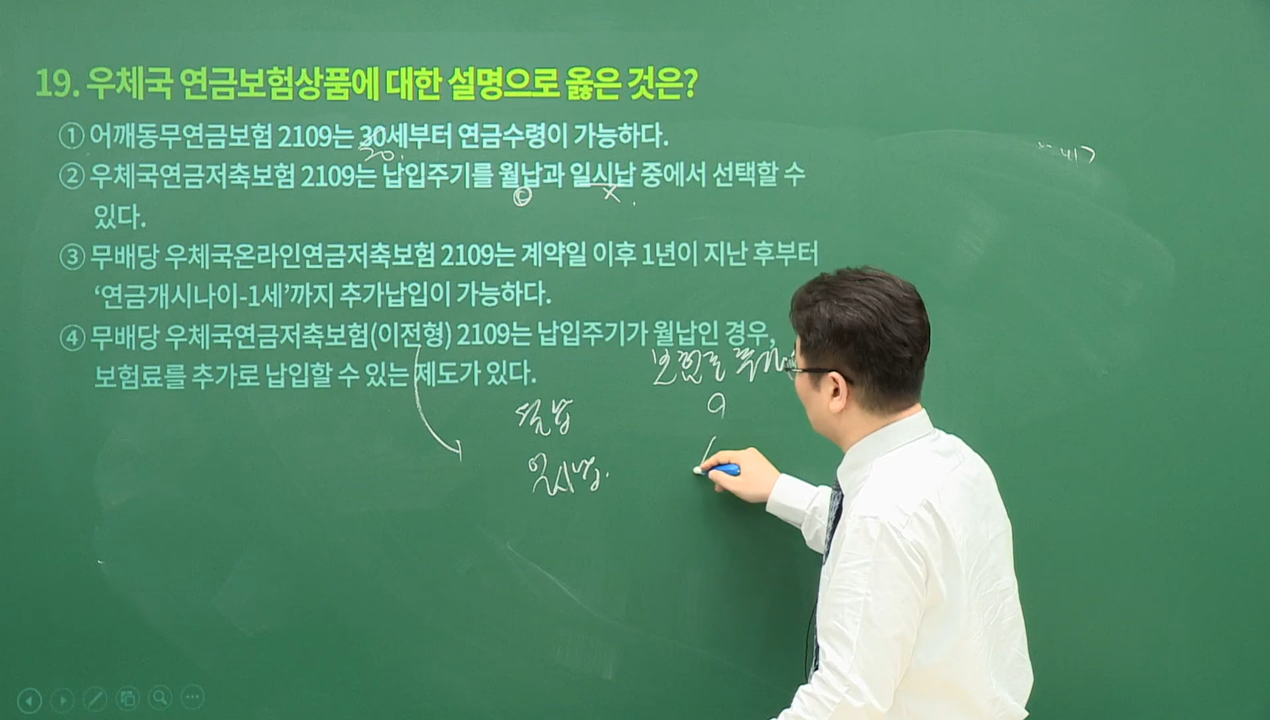 19. 우체국 연금보험상품에 대한 설명으로 옳은 것은?
① 어깨동무연금보험 2109는 30세부터 연금수령이 가능하다.
20.
② 우체국연금저축보험 2109는 납입주기를 월납과 일시납 중에서 선택할 수
있다.
③ 무배당 우체국온라인연금저축보험 2109는 계약일 이후 1년이 지난 후부터
‘연금개시나이-1세’까지 추가납입이 가능하다.
④ 무배당 우체국연금저축보험(이전형) 2109는 납입주기가 월납인 경우,
보험료를 추가로 납입할 수 있는 제도가 있다.
보험료
월납
일시납.